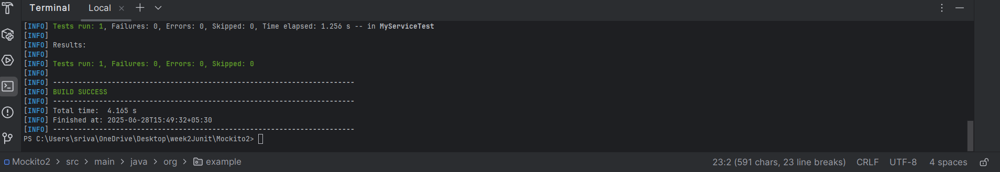 Terminal Local
[INFO] Tests run: 1, Failures: 0, Errors: 0, Skipped: 0, Time elapsed: 1.256 s -- in MyServiceTest
[INFO]
[INFO] Results:
[INFO]
[INFO] Tests run: 1, Failures: 0, Errors: 0, Skipped: 0
[INFO]
[INFO] ------------------------------------------------------------------------
[INFO] BUILD SUCCESS
[INFO] ------------------------------------------------------------------------
[INFO] Total time:  4.165 s
[INFO] Finished at: 2025-06-28T15:49:32+05:30
[INFO] ------------------------------------------------------------------------
PS C:\Users\sriva\OneDrive\Desktop\week2Junit\Mockito2>
Mockito2 > src > main > java > org > example 23:2 (591 chars, 23 line breaks) CRLF UTF-8 4 spaces